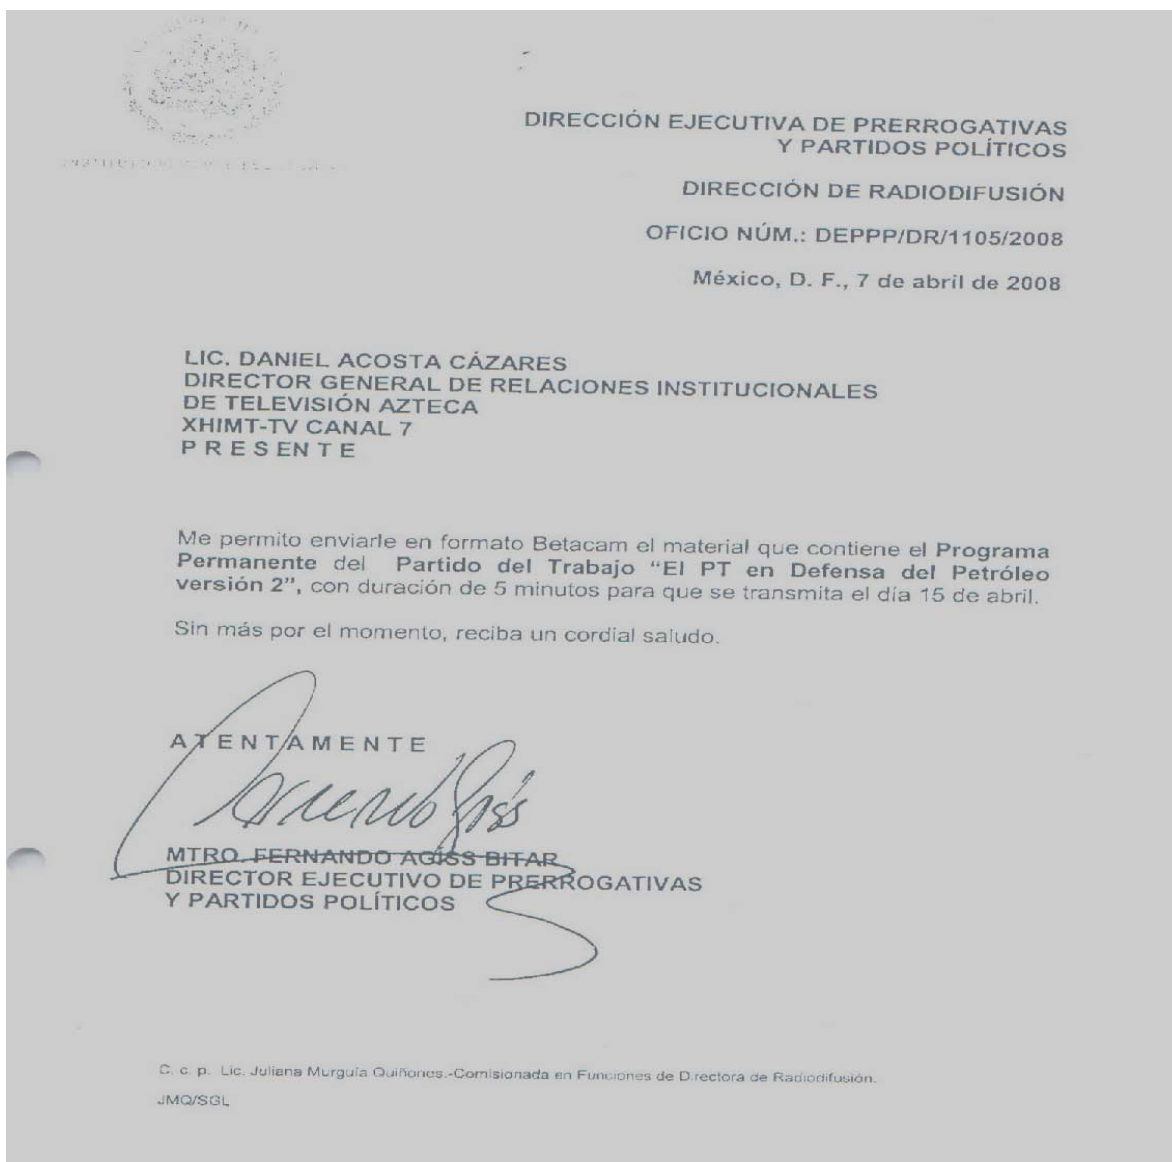 DIRECCIÓN EJECUTIVA DE PRERROGATIVAS
Y PARTIDOS POLÍTICOS
DIRECCIÓN DE RADIODIFUSIÓN
OFICIO NÚM.: DEPPP/DR/1105/2008
México, D. F., 7 de abril de 2008
LIC. DANIEL ACOSTA CÁZARES
DIRECTOR GENERAL DE RELACIONES INSTITUCIONALES
DE TELEVISIÓN AZTECA
XHIMT-TV CANAL 7
P R E S E N T E
Me permito enviarle en formato Betacam el material que contiene el Programa
Permanente del Partido del Trabajo “El PT en Defensa del Petróleo
versión 2”, con duración de 5 minutos para que se transmita el día 15 de abril.
Sin más por el momento, reciba un cordial saludo.
A T E N T A M E N T E
MTRO. FERNANDO AGÍSS BITAR
DIRECTOR EJECUTIVO DE PRERROGATIVAS
Y PARTIDOS POLÍTICOS
C. c. p. Lic. Juliana Murguía Quiñones.-Comisionada en Funciones de Directora de Radiodifusión.
JMQ/SGL